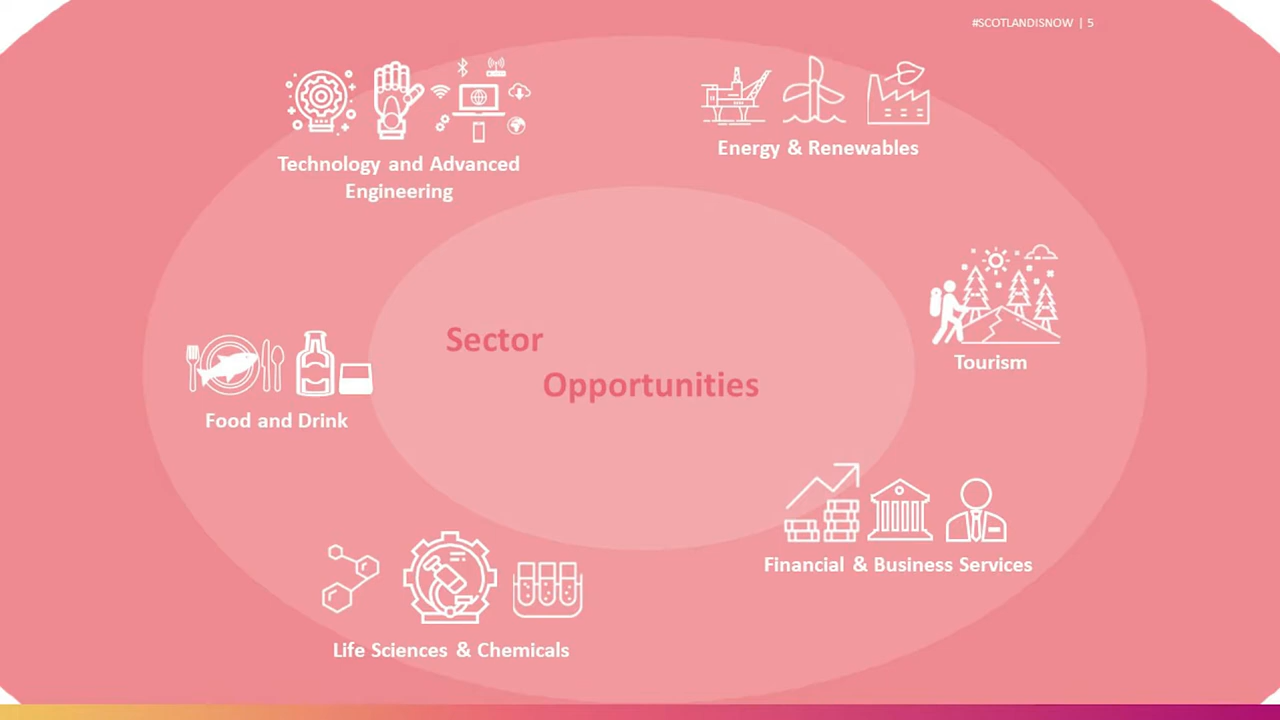 #SCOTLANDISNOW | 5
Technology and Advanced
Engineering
Energy & Renewables
Tourism
Sector
Opportunities
Food and Drink
Financial & Business Services
Life Sciences & Chemicals